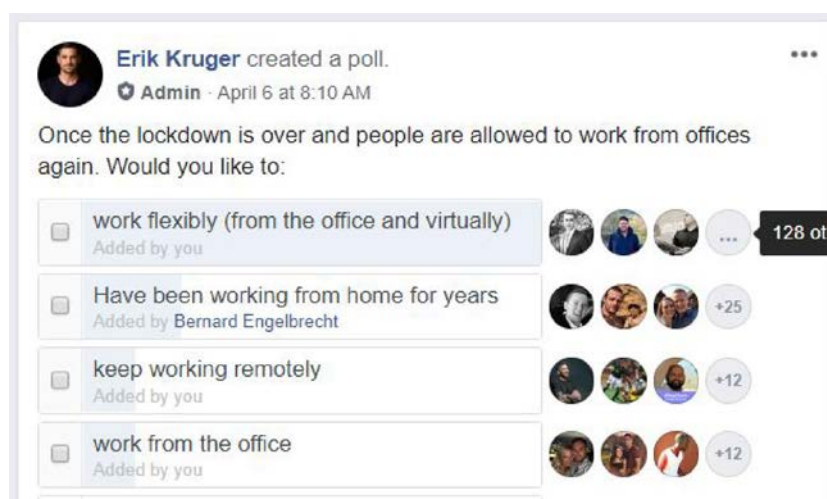 Erik Kruger created a poll.
Admin · April 6 at 8:10 AM
Once the lockdown is over and people are allowed to work from offices
again. Would you like to:
work flexibly (from the office and virtually)
Added by you
...
128 ot
Have been working from home for years
Added by Bernard Engelbrecht
+25
keep working remotely
Added by you
+12
work from the office
Added by you
+12